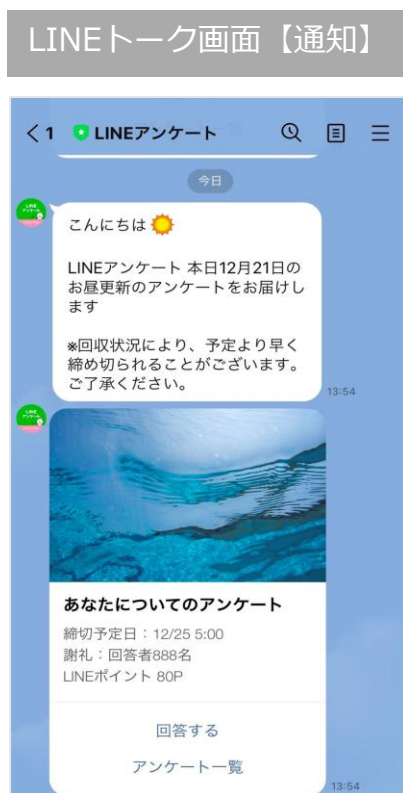 LINEトーク画面【通知】
1 LINEアンケート
今日
こんにちは
LINEアンケート 本日12月21日の
お昼更新のアンケートをお届けし
ます
※回収状況により、予定より早く
締め切られることがございます。
ご了承ください。
13:54
あなたについてのアンケート
締切予定日：12/25 5:00
謝礼：回答者888名
LINEポイント 80P
回答する
アンケート一覧
13:54